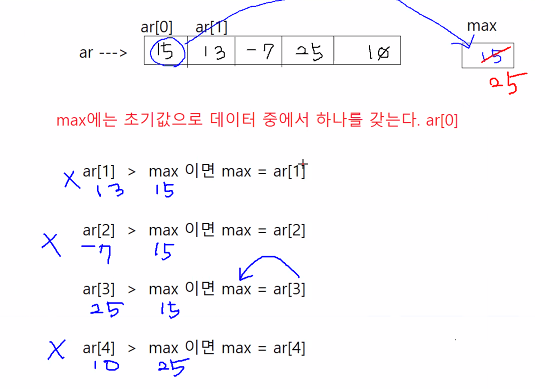 ar[0] ar[1] max
ar ---> 15 13 -7 25 10 15
25
max에는 초기값으로 데이터 중에서 하나를 갖는다. ar[0]
ar[1] > max 이면 max = ar[1]
X 13 15
ar[2] > max 이면 max = ar[2]
X -7 15
ar[3] > max 이면 max = ar[3]
25 15
X ar[4] > max 이면 max = ar[4]
10 25